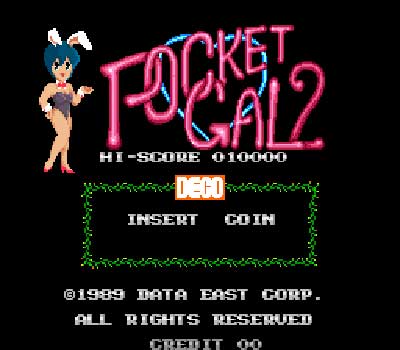 POCKET
GAL 2
HI-SCORE 010000
DECO
INSERT COIN
©1989 DATA EAST CORP.
ALL RIGHTS RESERVED
CREDIT 00